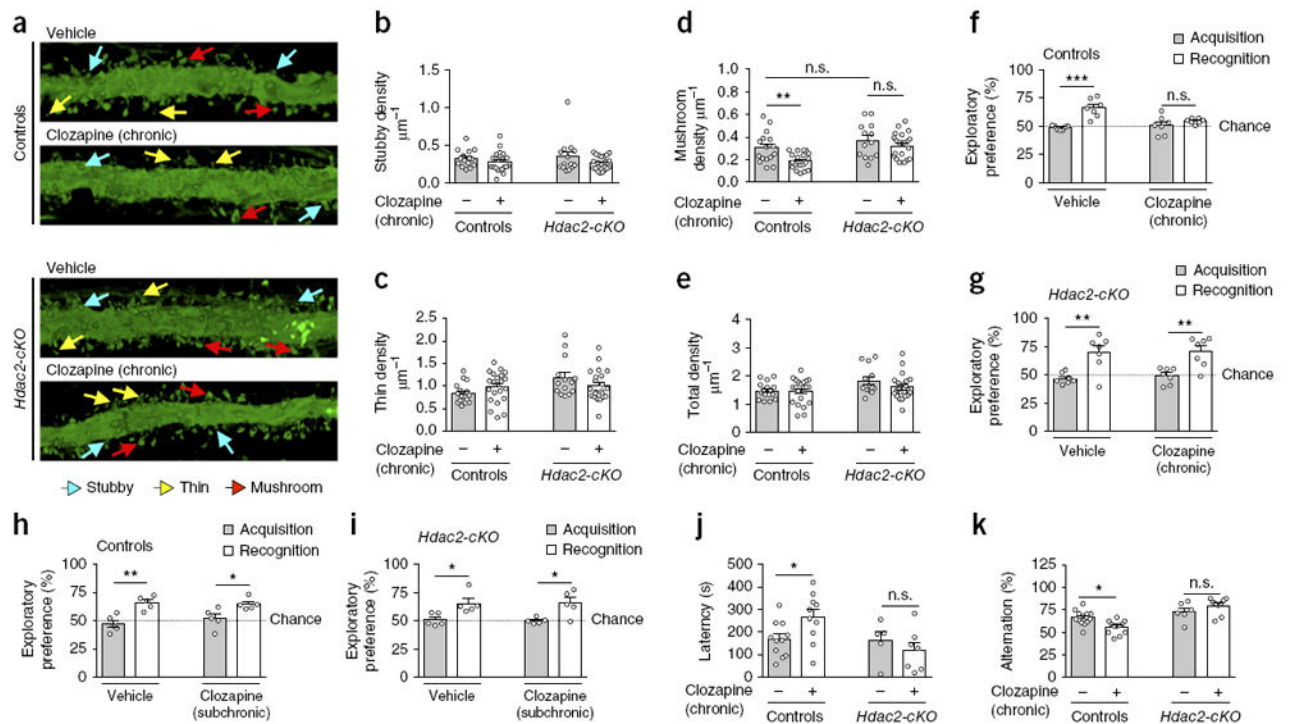 a
Controls
Vehicle
Clozapine (chronic)
Hdac2-cKO
Vehicle
Clozapine (chronic)
Stubby
Thin
Mushroom
b
Stubby density
μm⁻¹
1.5
1.0
0.5
0.0
Clozapine
(chronic)
– + – +
Controls Hdac2-cKO
c
Thin density
μm⁻¹
2.5
2.0
1.5
1.0
0.5
0.0
Clozapine
(chronic)
– + – +
Controls Hdac2-cKO
d
Mushroom
density μm⁻¹
1.0
0.8
0.6
0.4
0.2
0.0
n.s.
** n.s.
Clozapine
(chronic)
– + – +
Controls Hdac2-cKO
e
Total density
μm⁻¹
4
3
2
1
0
Clozapine
(chronic)
– + – +
Controls Hdac2-cKO
f
Acquisition
Recognition
Controls
Exploratory
preference (%)
100
75
50
25
0
*** n.s.
Chance
Vehicle Clozapine
(chronic)
g
Acquisition
Recognition
Hdac2-cKO
Exploratory
preference (%)
100
75
50
25
0
** **
Chance
Vehicle Clozapine
(chronic)
h
Acquisition
Recognition
Controls
Exploratory
preference (%)
100
75
50
25
0
** *
Chance
Vehicle Clozapine
(subchronic)
i
Acquisition
Recognition
Hdac2-cKO
Exploratory
preference (%)
100
75
50
25
0
* *
Chance
Vehicle Clozapine
(subchronic)
j
Laterncy (s)
500
400
300
200
100
0
* n.s.
Clozapine
(chronic)
– + – +
Controls Hdac2-cKO
k
Alternation (%)
125
100
75
50
25
0
* n.s.
Clozapine
(chronic)
– + – +
Controls Hdac2-cKO